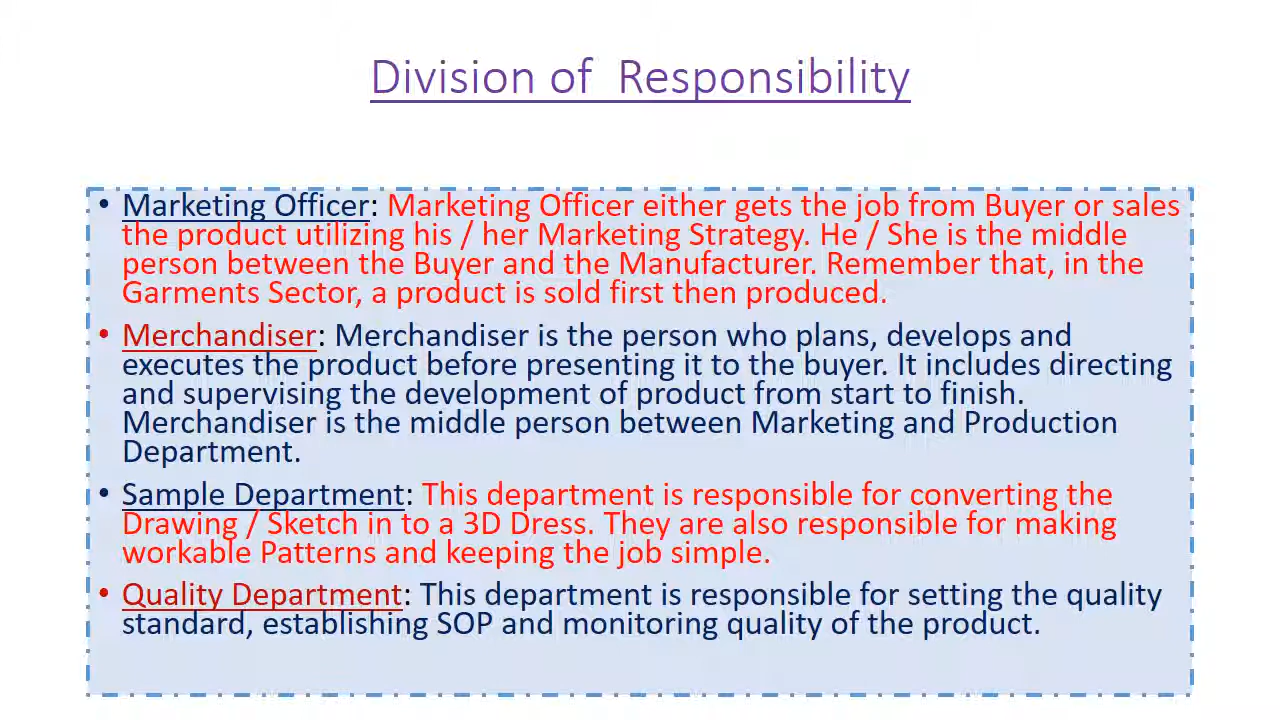 Division of  Responsibility
• Marketing Officer: Marketing Officer either gets the job from Buyer or sales
the product utilizing his / her Marketing Strategy. He / She is the middle
person between the Buyer and the Manufacturer. Remember that, in the
Garments Sector, a product is sold first then produced.
• Merchandiser: Merchandiser is the person who plans, develops and
executes the product before presenting it to the buyer. It includes directing
and supervising the development of product from start to finish.
Merchandiser is the middle person between Marketing and Production
Department.
• Sample Department: This department is responsible for converting the
Drawing / Sketch in to a 3D Dress. They are also responsible for making
workable Patterns and keeping the job simple.
• Quality Department: This department is responsible for setting the quality
standard, establishing SOP and monitoring quality of the product.